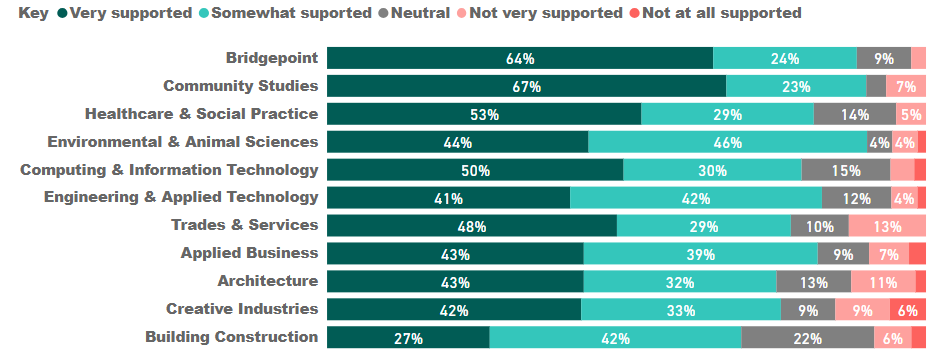 Key Very supported Somewhat suported Neutral Not very supported Not at all supported
Bridgepoint 64% 24% 9%
Community Studies 67% 23% 7%
Healthcare & Social Practice 53% 29% 14% 5%
Environmental & Animal Sciences 44% 46% 4% 4%
Computing & Information Technology 50% 30% 15%
Engineering & Applied Technology 41% 42% 12% 4%
Trades & Services 48% 29% 10% 13%
Applied Business 43% 39% 9% 7%
Architecture 43% 32% 13% 11%
Creative Industries 42% 33% 9% 9% 6%
Building Construction 27% 42% 22% 6%